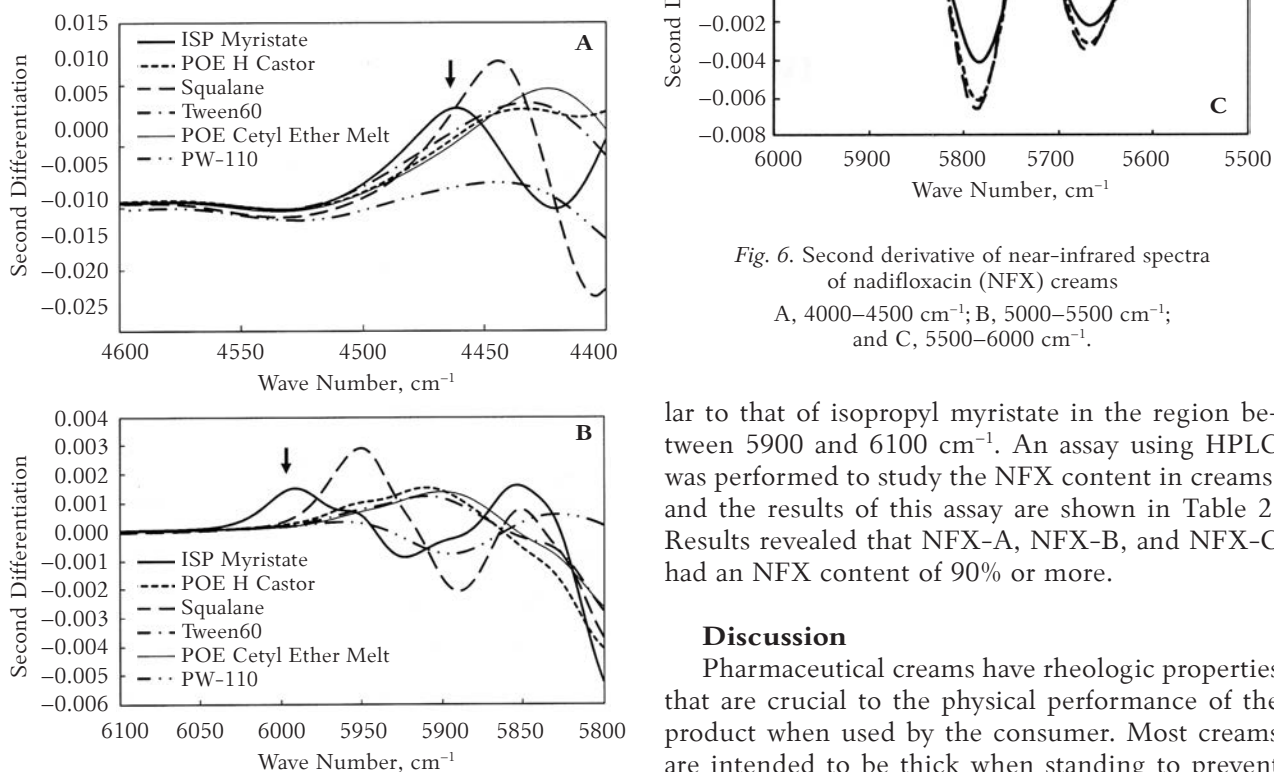 0.015
0.010
0.005
0.000
−0.005
−0.010
−0.015
−0.020
−0.025
Second Differentiation
A
ISP Myristate
POE H Castor
Squalane
Tween60
POE Cetyl Ether Melt
PW-110
4600 4550 4500 4450 4400
Wave Number, cm⁻¹
0.004
0.003
0.002
0.001
0.000
−0.001
−0.002
−0.003
−0.004
−0.005
−0.006
Second Differentiation
B
ISP Myristate
POE H Castor
Squalane
Tween60
POE Cetyl Ether Melt
PW-110
6100 6050 6000 5950 5900 5850 5800
Wave Number, cm⁻¹
Second D
−0.002
−0.004
−0.006
−0.008
C
6000 5900 5800 5700 5600 5500
Wave Number, cm⁻¹
Fig. 6. Second derivative of near-infrared spectra
of nadifloxacin (NFX) creams
A, 4000–4500 cm⁻¹; B, 5000–5500 cm⁻¹;
and C, 5500–6000 cm⁻¹.
lar to that of isopropyl myristate in the region be-
tween 5900 and 6100 cm⁻¹. An assay using HPLC
was performed to study the NFX content in creams
and the results of this assay are shown in Table 2
Results revealed that NFX-A, NFX-B, and NFX-C
had an NFX content of 90% or more.
Discussion
Pharmaceutical creams have rheologic properties
that are crucial to the physical performance of the
product when used by the consumer. Most creams
are intended to be thick when standing to prevent